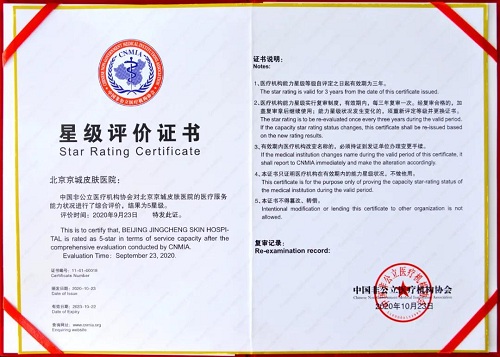 CNMIA
星级评价证书
Star Rating Certificate
北京京城皮肤医院：
中国非公立医疗机构协会对北京京城皮肤医院的医疗服务
能力状况进行了综合评价。结果为5星级。
评价时间：2020年9月23日 特发此证。
This is to certify that, BEIJING JINGCHENG SKIN HOSPI-
TAL is rated as 5-star in terms of service capacity after the
comprehensive evaluation conducted by CNMIA.
Evaluation Time： September 23, 2020.
证书编号：11-01-00018
Certificate Number
签发日期：2020-10-23
Date of Issue
有效日期：2023-10-22
Date of Expiry
查询网址：www.cnmia.org
Enquiring website
证书说明：
Notes:
1、医疗机构能力星级等级自评定之日起有效期为三年。
The star rating is valid for 3 years from the date of this certificate.
2、医疗机构能力星级实行复审制度。有效期内，每三年复审一次，经复审合格的，加
盖复审章后继续使用；能力星级状况发生变化的，须重新评定等级并更换证书。
The star rating is to be re-evaluated once every three years during the valid period.
If the capacity star-rating status changes, this certificate shall be re-issued based
on the new rating results.
3、有效期内医疗机构改变名称的，必须持证到发证单位办理变更手续。
If the medical institution changes name during the valid period of this certificate, it
shall report to CNMIA immediately and make the alteration accordingly.
4、本证书只证明医疗机构在有效期内的能力星级状况，不做他用。
This certificate is for the purpose only of proving the capacity star-rating status of
the medical institution during the valid period.
5、本证书不得篡改、转借。
Intentional modification or lending this certificate to other organization is not
allowed.
复审记录：
Re-examination record:
中国非公立医疗机构协会
2020年10月23日